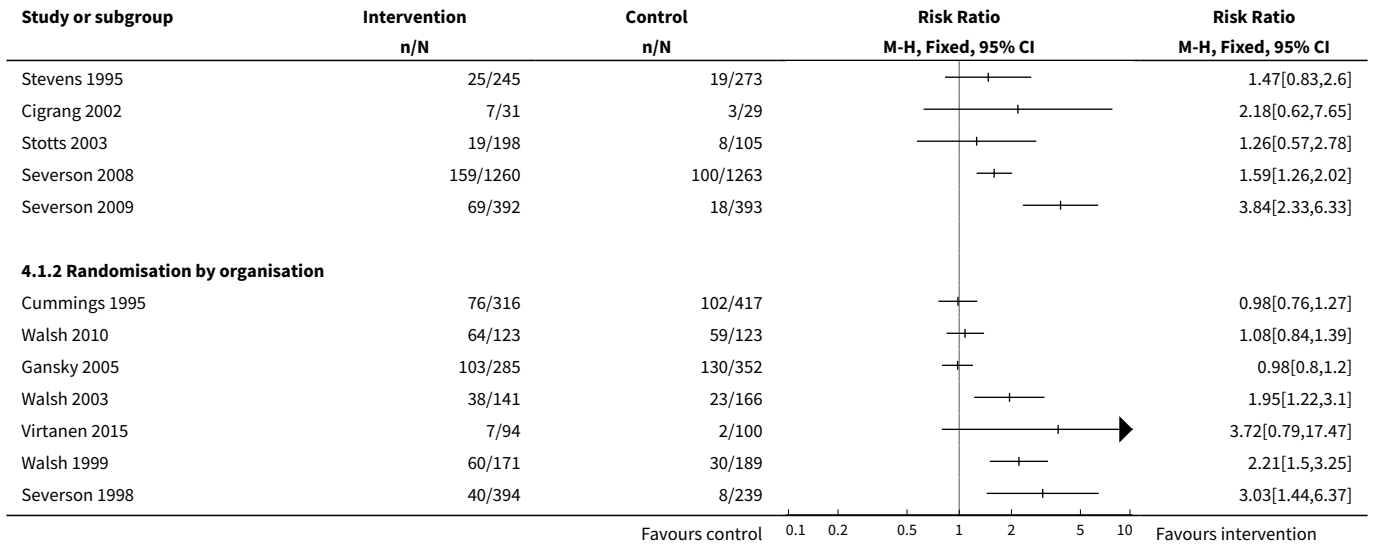 Study or subgroup Intervention Control Risk Ratio Risk Ratio
n/N n/N M-H, Fixed, 95% CI M-H, Fixed, 95% CI
Stevens 1995 25/245 19/273 1.47[0.83,2.6]
Cigrang 2002 7/31 3/29 2.18[0.62,7.65]
Stotts 2003 19/198 8/105 1.26[0.57,2.78]
Severson 2008 159/1260 100/1263 1.59[1.26,2.02]
Severson 2009 69/392 18/393 3.84[2.33,6.33]
4.1.2 Randomisation by organisation
Cummings 1995 76/316 102/417 0.98[0.76,1.27]
Walsh 2010 64/123 59/123 1.08[0.84,1.39]
Gansky 2005 103/285 130/352 0.98[0.8,1.2]
Walsh 2003 38/141 23/166 1.95[1.22,3.1]
Virtanen 2015 7/94 2/100 3.72[0.79,17.47]
Walsh 1999 60/171 30/189 2.21[1.5,3.25]
Severson 1998 40/394 8/239 3.03[1.44,6.37]
Favours control 0.1 0.2 0.5 1 2 5 10 Favours intervention